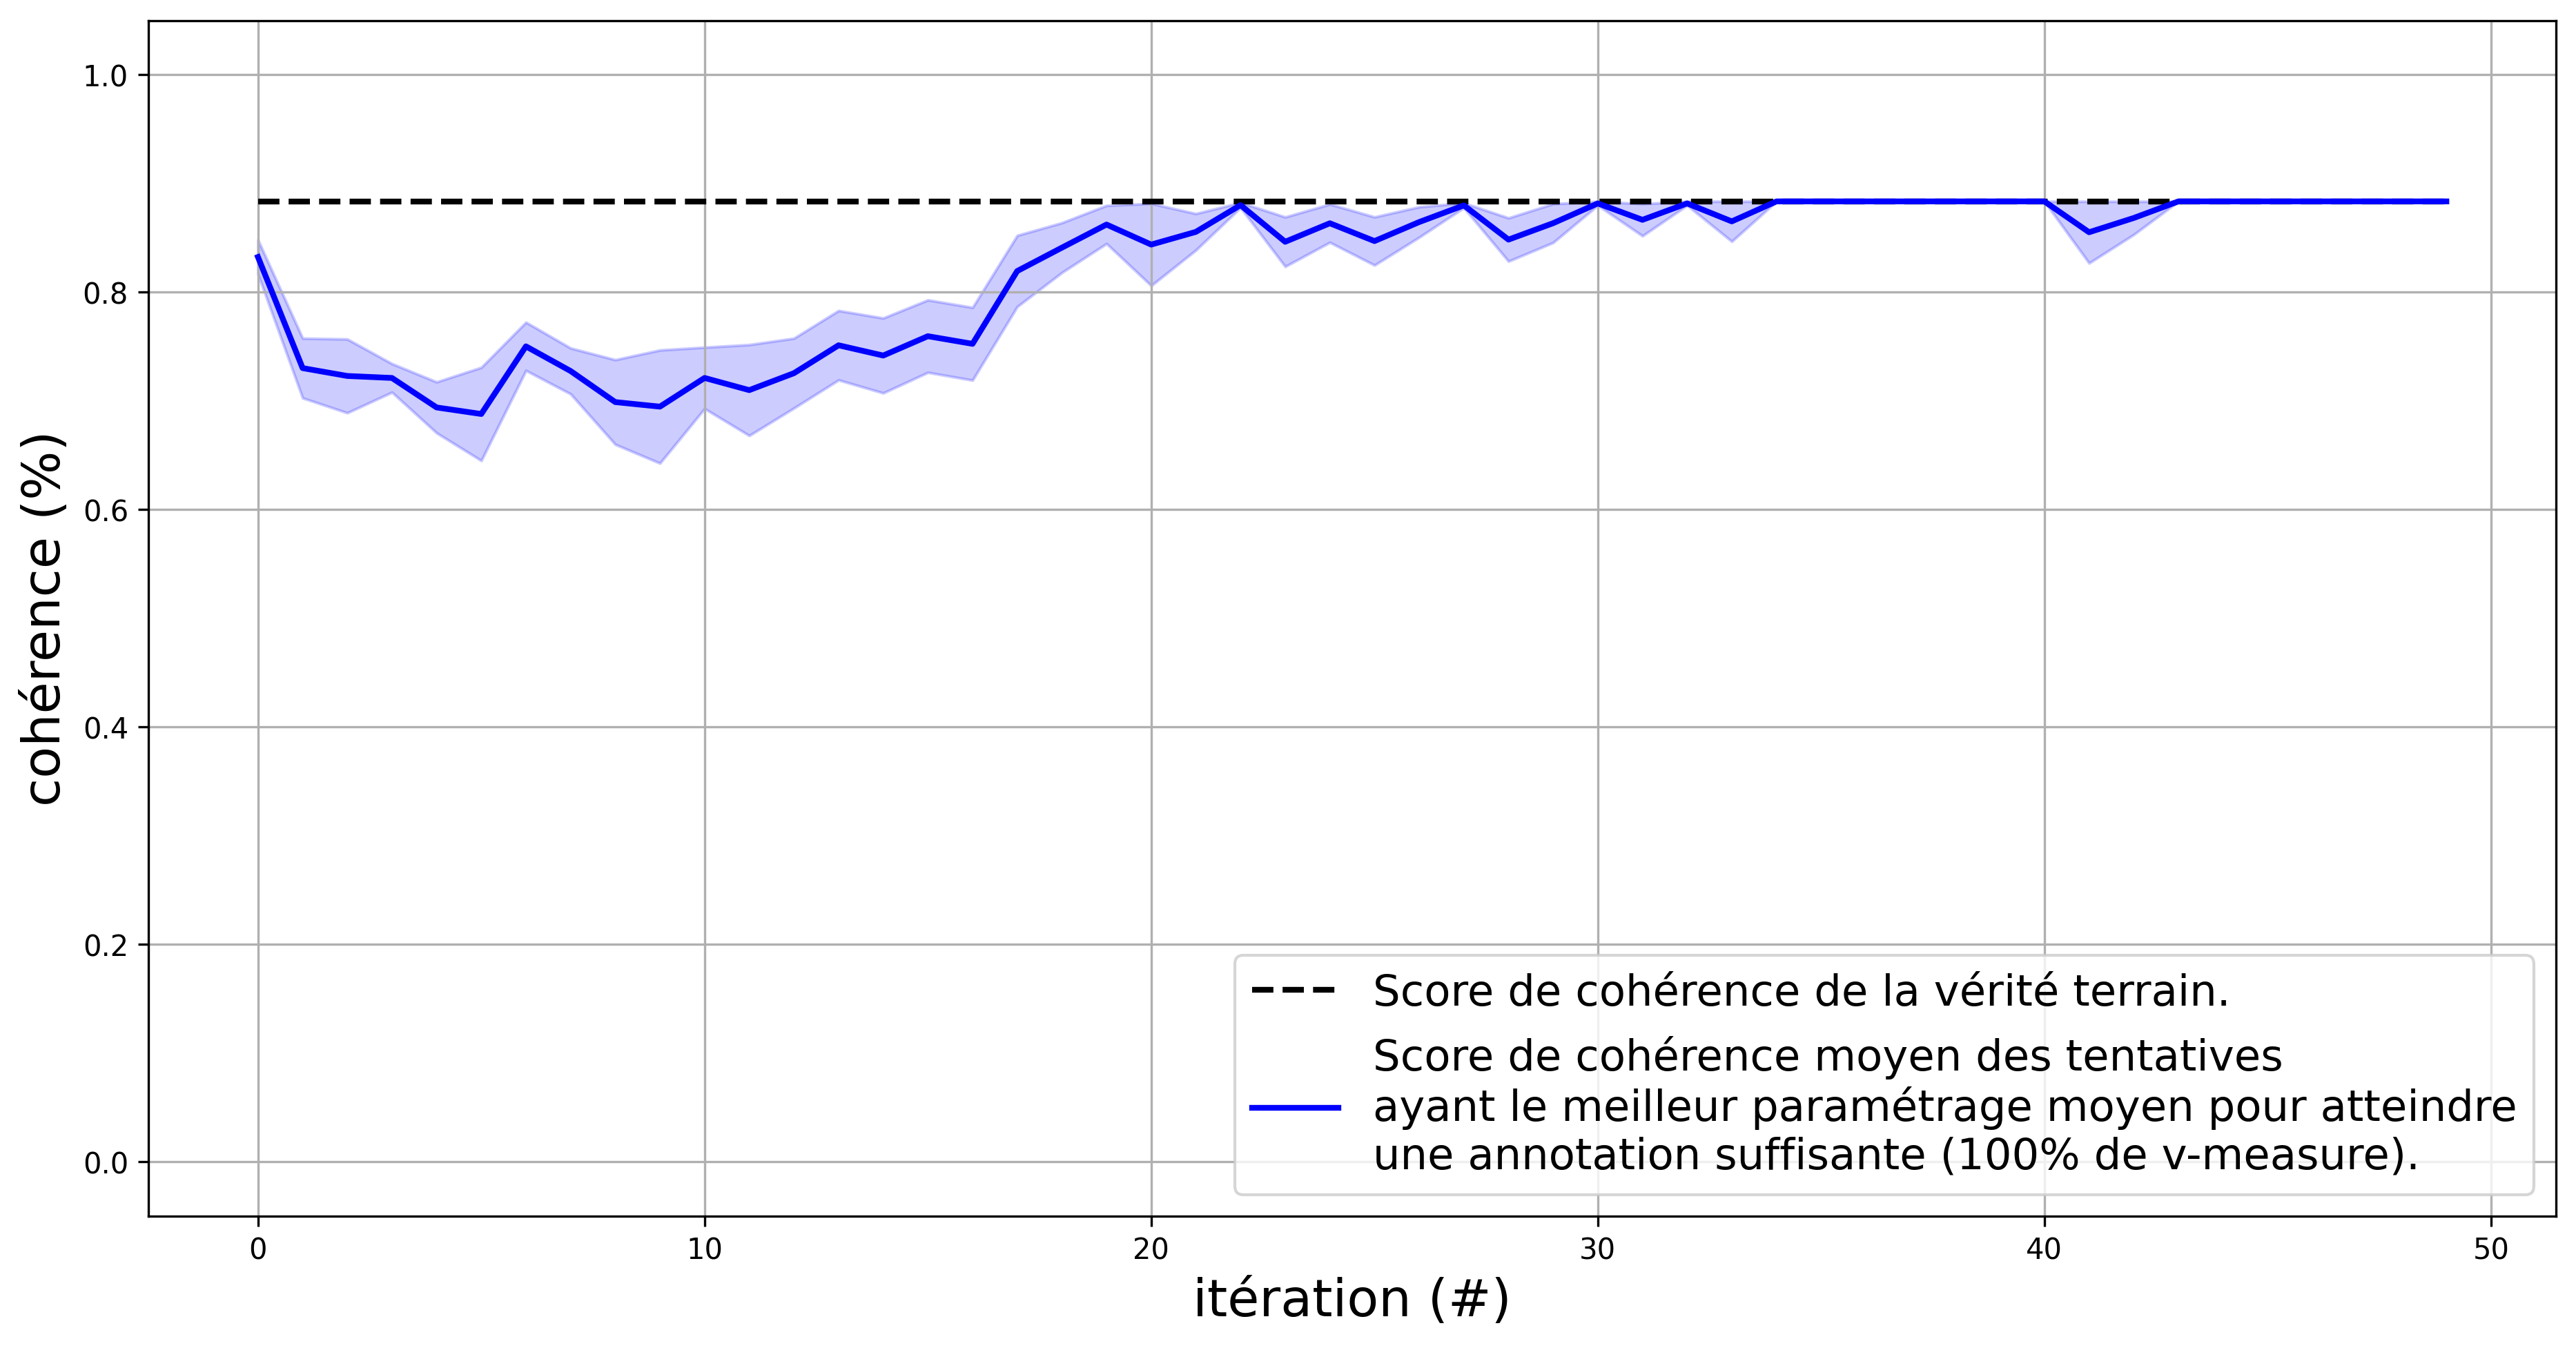 1.0
0.8
0.6
0.4
0.2
0.0
cohérence (%)
0
10
20
30
40
50
itération (#)
Score de cohérence de la vérité terrain.
Score de cohérence moyen des tentatives
ayant le meilleur paramétrage moyen pour atteindre
une annotation suffisante (100% de v-measure).